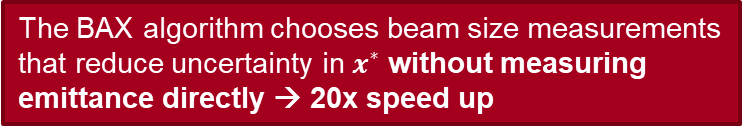 The BAX algorithm chooses beam size measurements
that reduce uncertainty in x* without measuring
emittance directly → 20x speed up